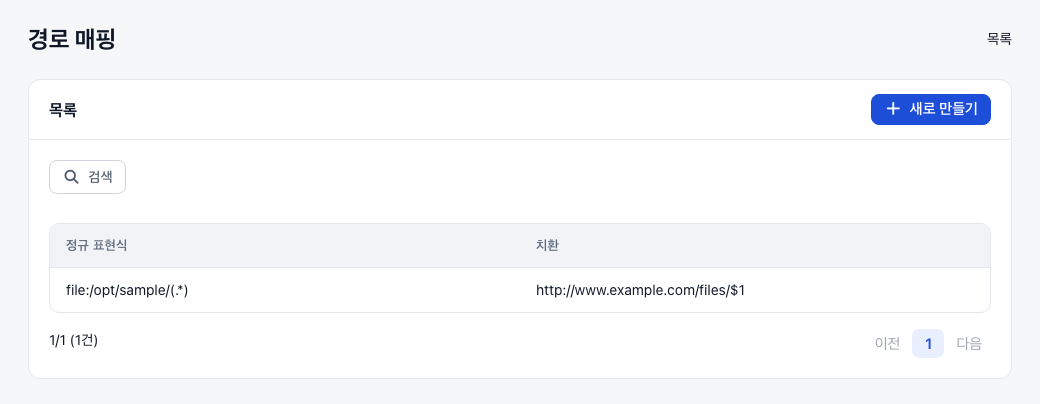 경로 매핑
목록
목록
새로 만들기
검색
정규 표현식 치환
file:/opt/sample/(.*) http://www.example.com/files/$1
1/1 (1건)
이전 1 다음